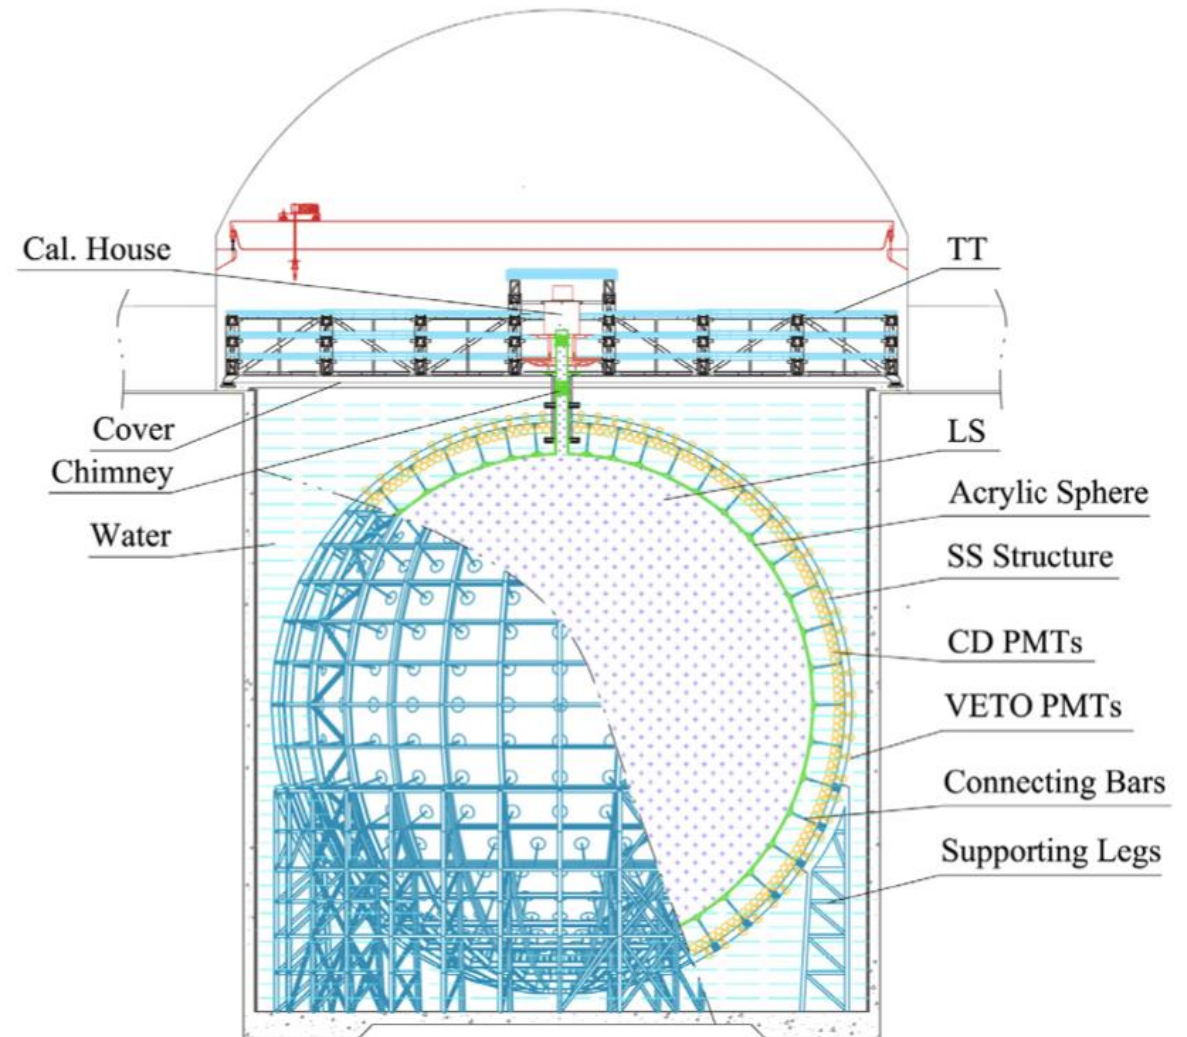 Cal. House
TT
Cover
Chimney
Water
LS
Acrylic Sphere
SS Structure
CD PMTs
VETO PMTs
Connecting Bars
Supporting Legs